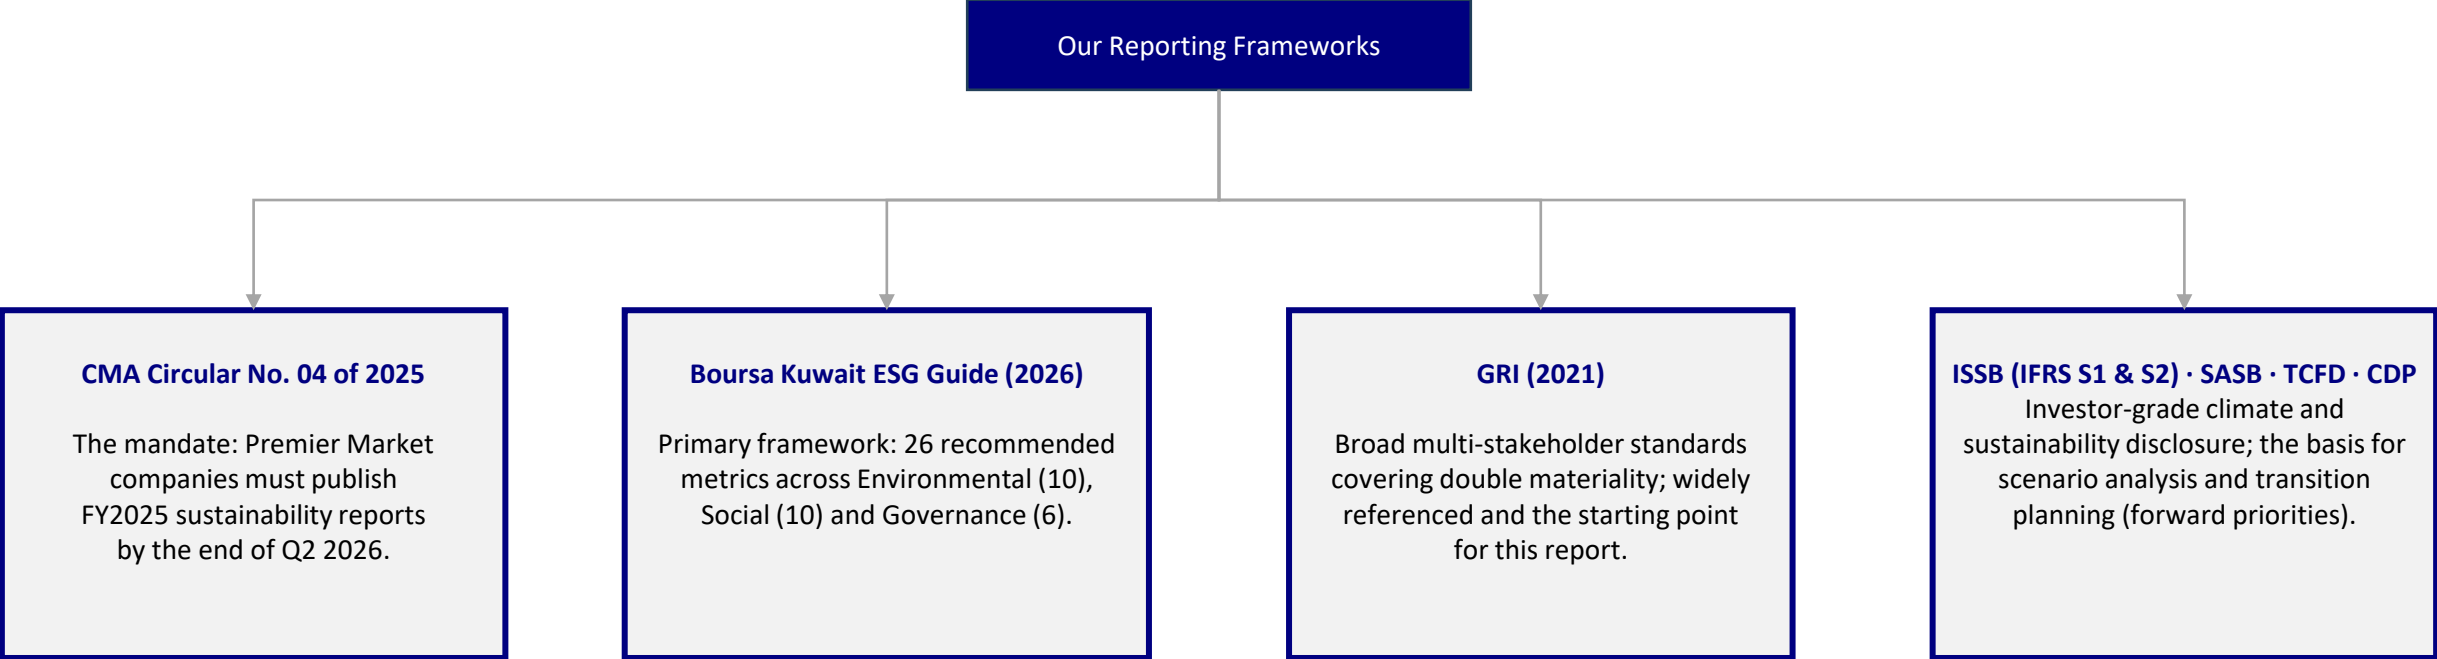 Our Reporting Frameworks
CMA Circular No. 04 of 2025
The mandate: Premier Market
companies must publish
FY2025 sustainability reports
by the end of Q2 2026.
Boursa Kuwait ESG Guide (2026)
Primary framework: 26 recommended
metrics across Environmental (10),
Social (10) and Governance (6).
GRI (2021)
Broad multi-stakeholder standards
covering double materiality; widely
referenced and the starting point
for this report.
ISSB (IFRS S1 & S2) · SASB · TCFD · CDP
Investor-grade climate and
sustainability disclosure; the basis for
scenario analysis and transition
planning (forward priorities).